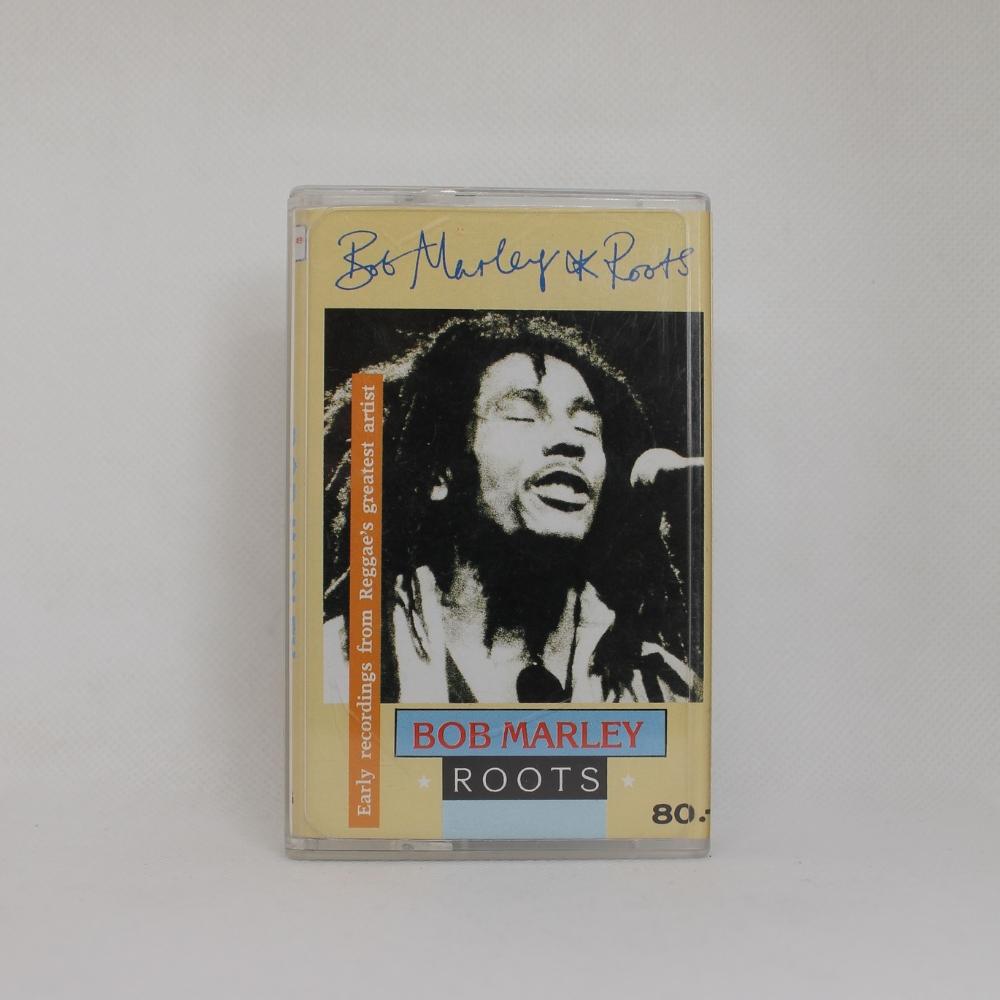 Bob Marley * Roots
Early recordings from Reggae's greatest artist
BOB MARLEY
★ ROOTS ★
80.-